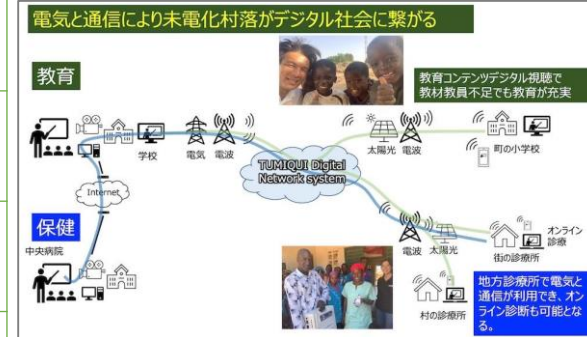 電気と通信により未電化村落がデジタル社会に繋がる
教育
学校
電気
電波
TUMIQUI Digital
Network system
太陽光
電波
教育コンテンツデジタル視聴で
教材教員不足でも教育が充実
町の小学校
Internet
保健
中央病院
電波
太陽光
オンライン
診療
街の診療所
村の診療所
地方診療所で電気と
通信が利用でき、オン
ライン診断も可能とな
る。